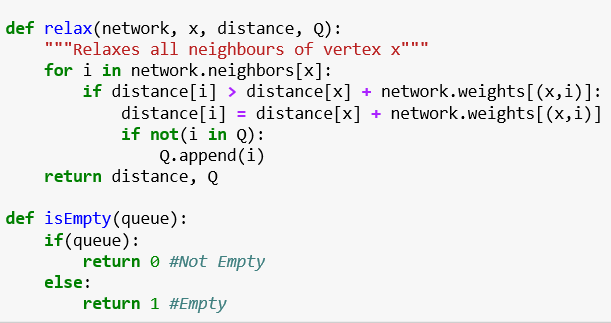 def relax(network, x, distance, Q):
    """Relaxes all neighbours of vertex x"""
    for i in network.neighbors[x]:
        if distance[i] > distance[x] + network.weights[(x,i)]:
            distance[i] = distance[x] + network.weights[(x,i)]
            if not(i in Q):
                Q.append(i)
    return distance, Q

def isEmpty(queue):
    if(queue):
        return 0 #Not Empty
    else:
        return 1 #Empty